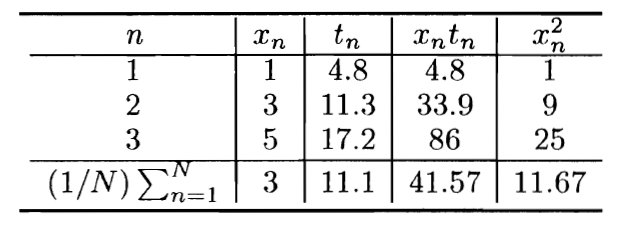 n x_n t_n x_n t_n x_n^2
1 1 4.8 4.8 1
2 3 11.3 33.9 9
3 5 17.2 86 25
(1/N) ∑_{n=1}^{N} 3 11.1 41.57 11.67